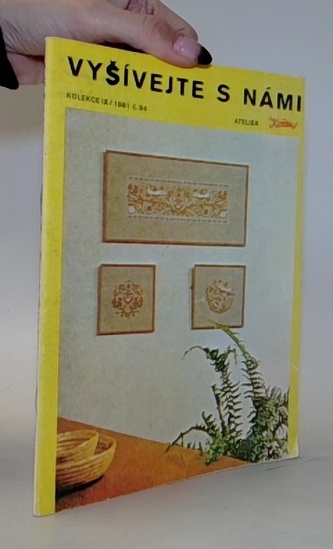 VYŠÍVEJTE S NÁMI
KOLEKCE IX / 1981 č. 84
ATELIÉR